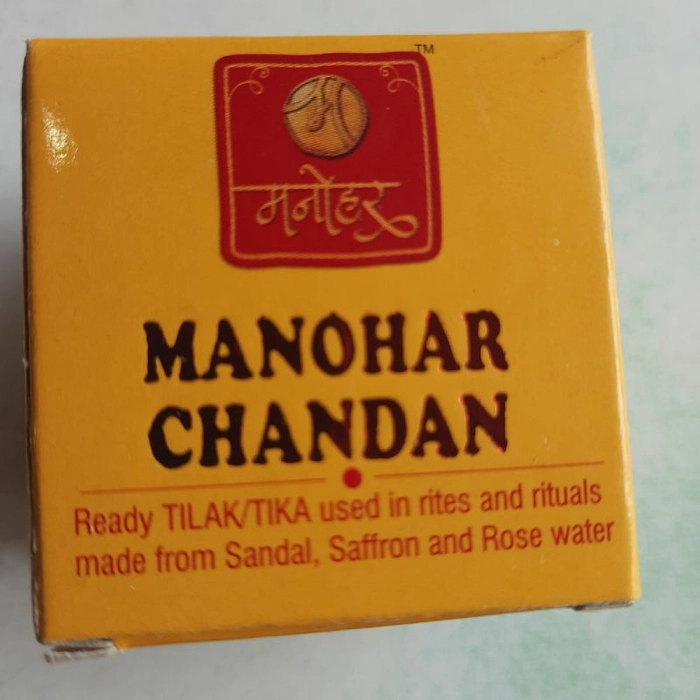 TM
म
मनोहर
MANOHAR
CHANDAN
Ready TILAK/TIKA used in rites and rituals
made from Sandal, Saffron and Rose water